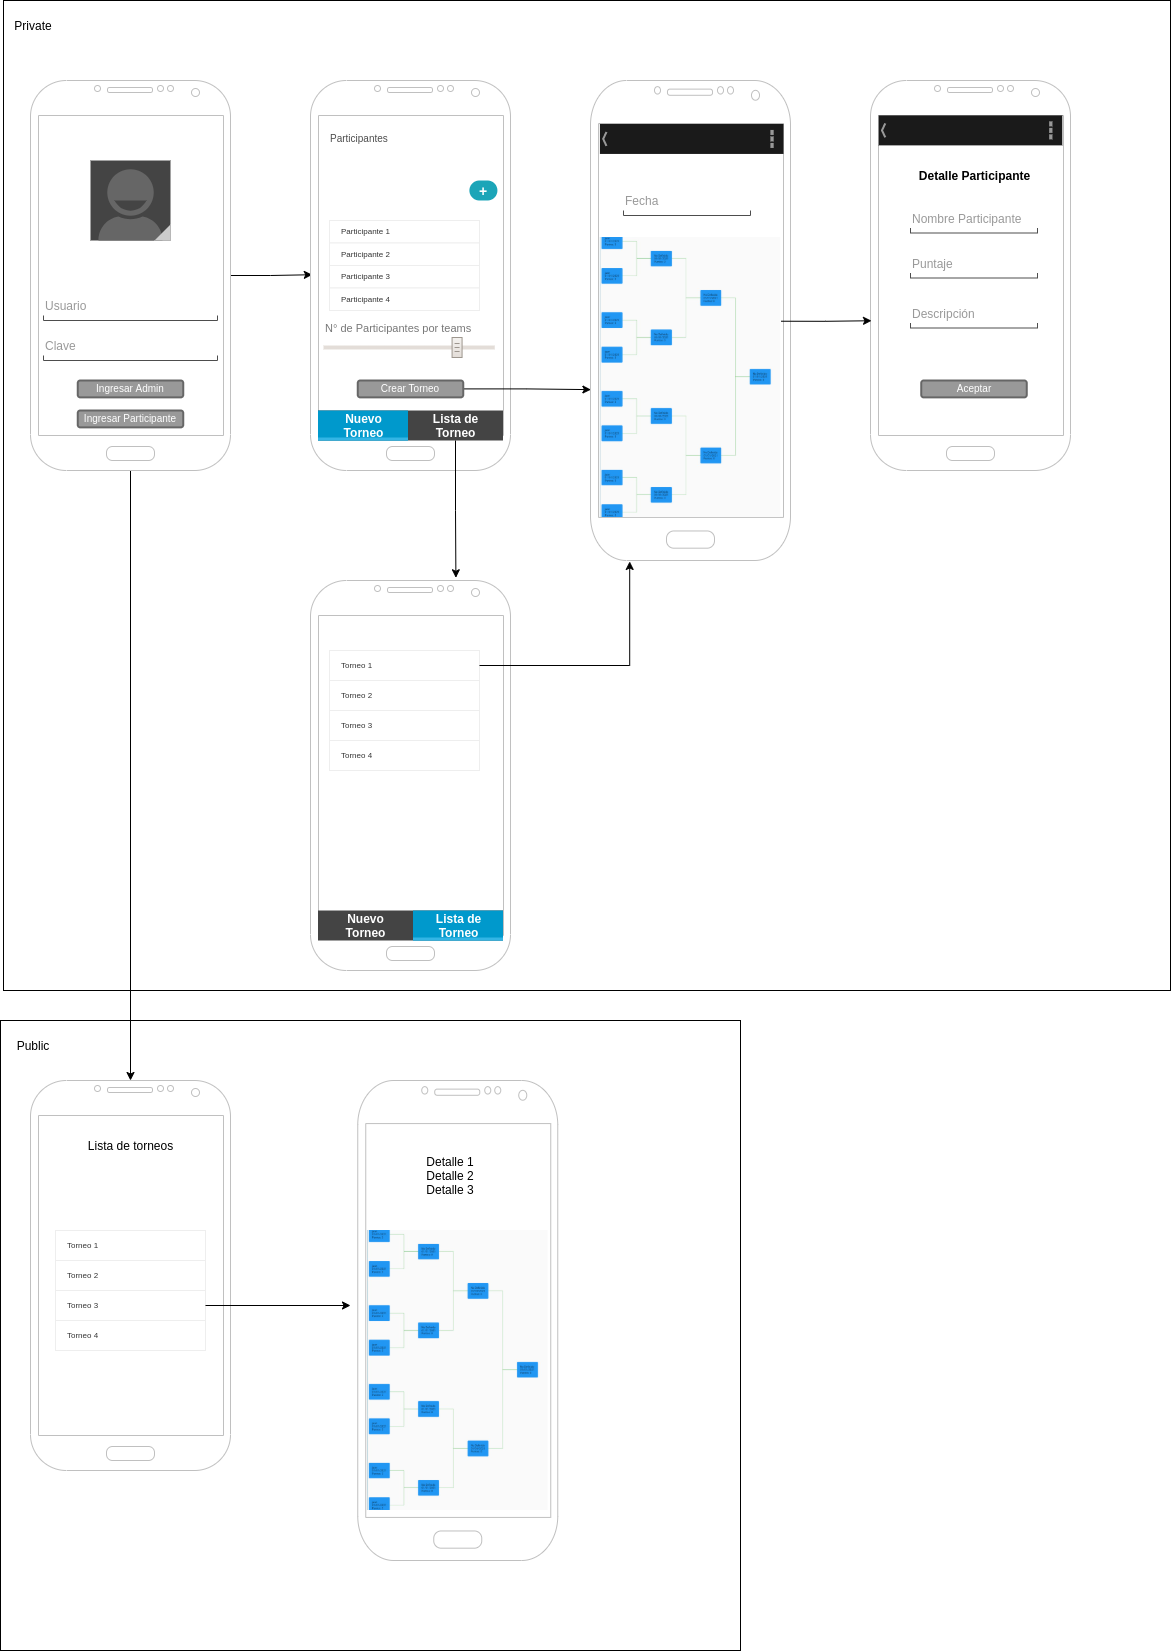 Private
Usuario
Clave
Ingresar Admin
Ingresar Participante
Participantes
+
Participante 1
Participante 2
Participante 3
Participante 4
N° de Participantes por teams
Crear Torneo
Nuevo
Torneo
Lista de
Torneo
Fecha
Detalle Participante
Nombre Participante
Puntaje
Descripción
Aceptar
Torneo 1
Torneo 2
Torneo 3
Torneo 4
Nuevo
Torneo
Lista de
Torneo
Public
Lista de torneos
Torneo 1
Torneo 2
Torneo 3
Torneo 4
Detalle 1
Detalle 2
Detalle 3